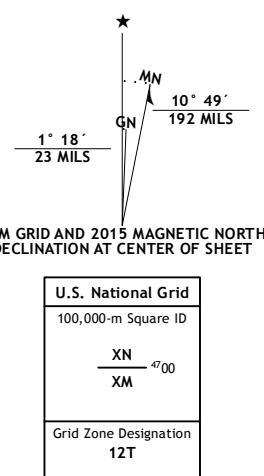 ★
MN
GN
10° 49´
192 MILS
1° 18´
23 MILS
M GRID AND 2015 MAGNETIC NORTH
DECLINATION AT CENTER OF SHEET
U.S. National Grid
100,000-m Square ID
XN
4700
XM
Grid Zone Designation
12T